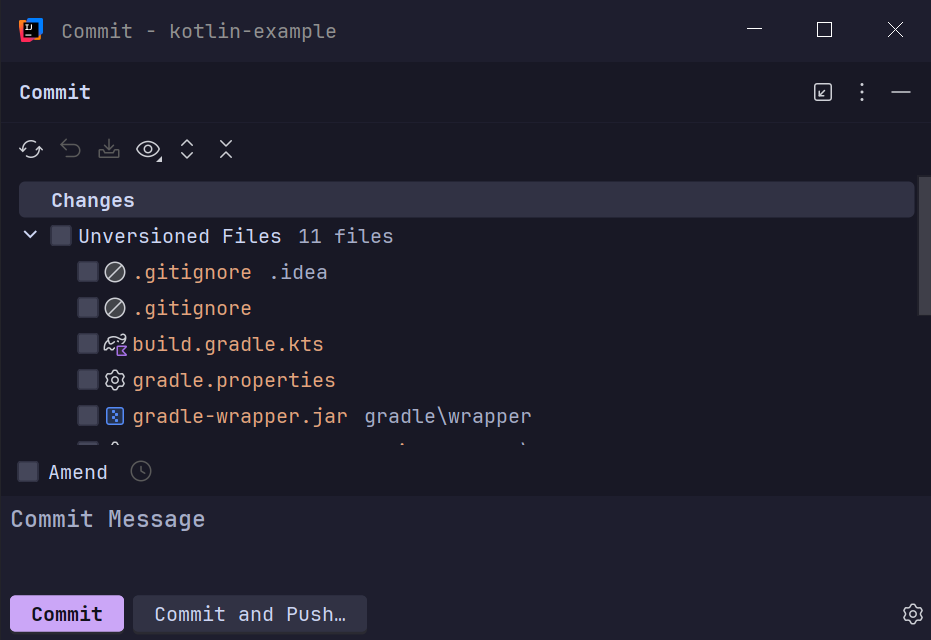 Commit - kotlin-example
Commit
Changes
Unversioned Files 11 files
.gitignore .idea
.gitignore
build.gradle.kts
gradle.properties
gradle-wrapper.jar gradle\wrapper
Amend
Commit Message
Commit Commit and Push…